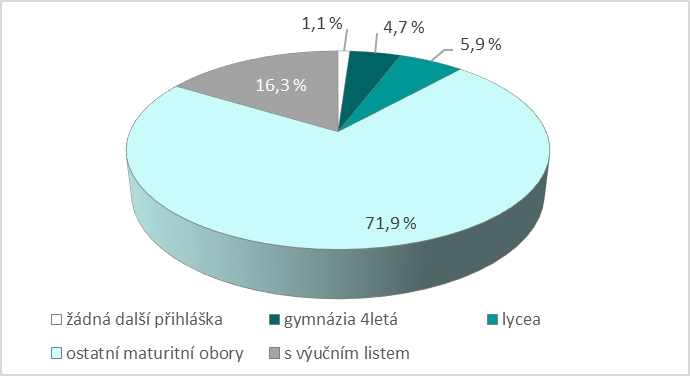 1,1 %
4,7 %
5,9 %
16,3 %
71,9 %
žádná další přihláška
gymnázia 4letá
lycea
ostatní maturitní obory
s výučním listem